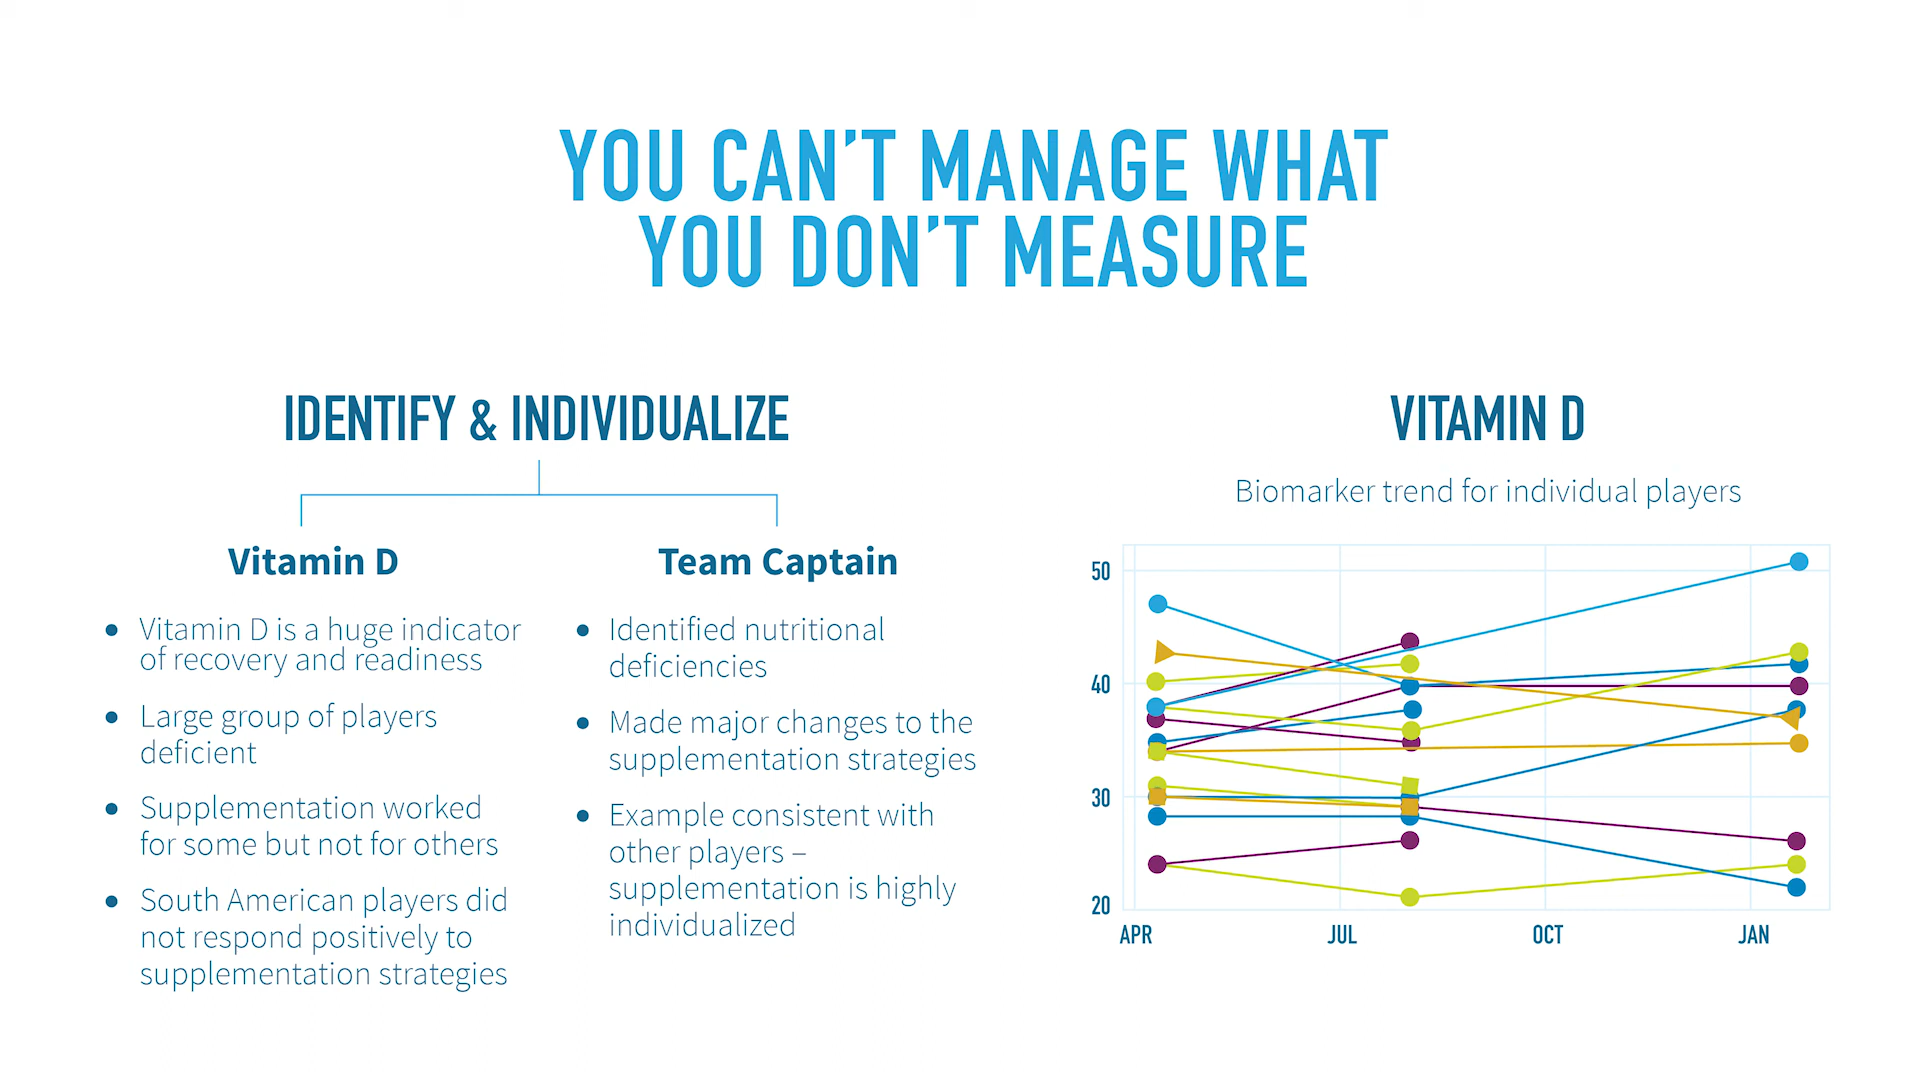 YOU CAN’T MANAGE WHAT
YOU DON’T MEASURE
IDENTIFY & INDIVIDUALIZE
Vitamin D
• Vitamin D is a huge indicator
of recovery and readiness
• Large group of players
deficient
• Supplementation worked
for some but not for others
• South American players did
not respond positively to
supplementation strategies
Team Captain
• Identified nutritional
deficiencies
• Made major changes to the
supplementation strategies
• Example consistent with
other players –
supplementation is highly
individualized
VITAMIN D
Biomarker trend for individual players
50
40
30
20
APR JUL OCT JAN